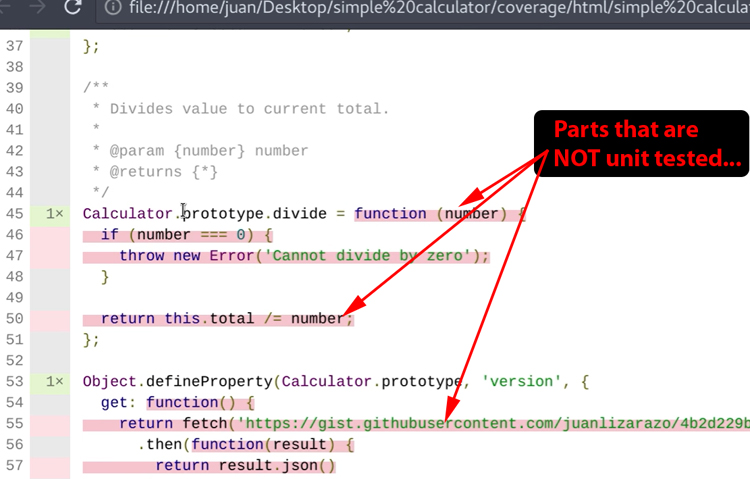 file:///home/juan/Desktop/simple%20calculator/coverage/html/simple%20calcula
37 };
38
39 /**
40 * Divides value to current total.
41 *
42 * @param {number} number
43 * @returns {*}
44 */
45 1× Calculator.prototype.divide = function (number) {
46 if (number === 0) {
47 throw new Error('Cannot divide by zero');
48 }
49
50 return this.total /= number;
51 };
52
53 1× Object.defineProperty(Calculator.prototype, 'version', {
54 get: function() {
55 return fetch('https://gist.githubusercontent.com/juanlizarazo/4b2d229b
56 .then(function(result) {
57 return result.json()
Parts that are
NOT unit tested...